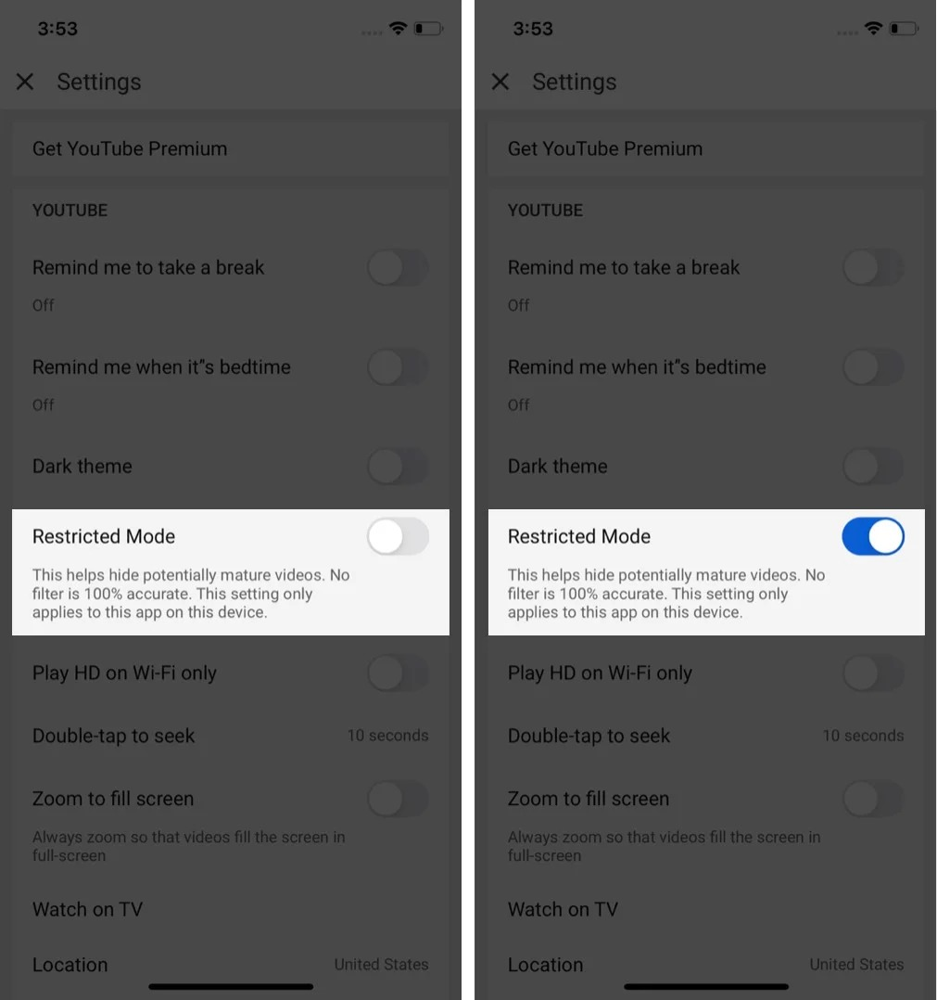 3:53
Settings
Get YouTube Premium
YOUTUBE
Remind me to take a break
Off
Remind me when it"s bedtime
Off
Dark theme
Restricted Mode
This helps hide potentially mature videos. No
filter is 100% accurate. This setting only
applies to this app on this device.
Play HD on Wi-Fi only
Double-tap to seek 10 seconds
Zoom to fill screen
Always zoom so that videos fill the screen in
full-screen
Watch on TV
Location United States
3:53
Settings
Get YouTube Premium
YOUTUBE
Remind me to take a break
Off
Remind me when it"s bedtime
Off
Dark theme
Restricted Mode
This helps hide potentially mature videos. No
filter is 100% accurate. This setting only
applies to this app on this device.
Play HD on Wi-Fi only
Double-tap to seek 10 seconds
Zoom to fill screen
Always zoom so that videos fill the screen in
full-screen
Watch on TV
Location United States